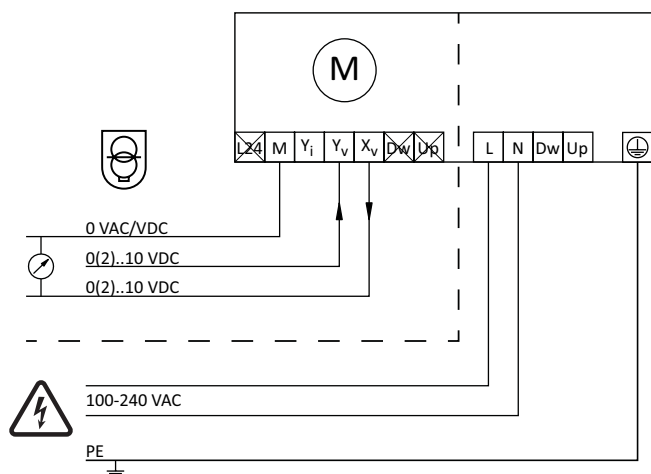 M
L24 M Yi Yv Xv Dw Up L N Dw Up
0 VAC/VDC
0(2)..10 VDC
0(2)..10 VDC
100-240 VAC
PE